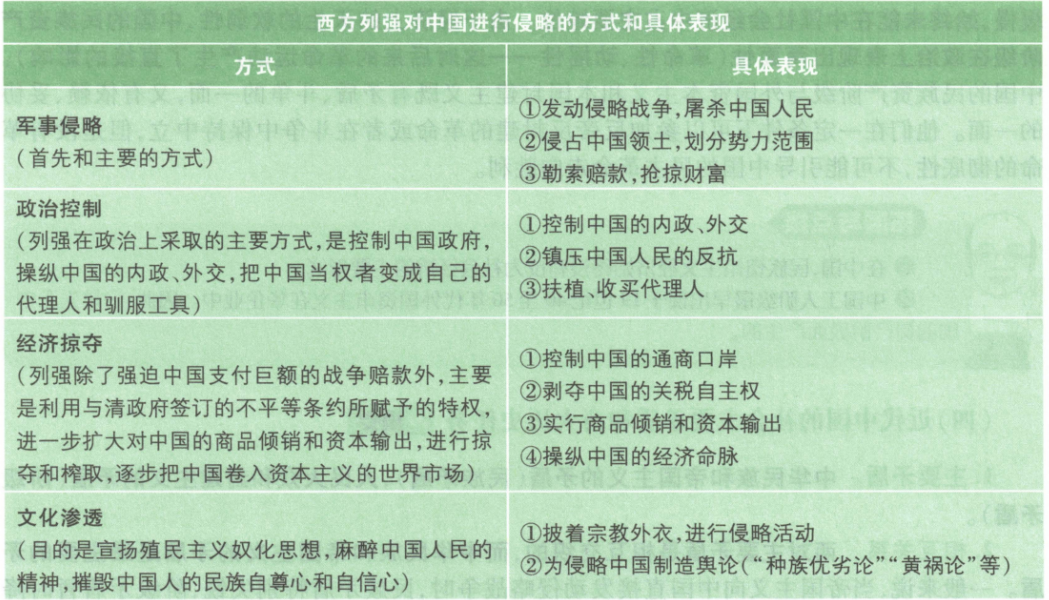 西方列强对中国进行侵略的方式和具体表现
方式
具体表现
军事侵略
(首先和主要的方式)
①发动侵略战争,屠杀中国人民
②侵占中国领土,划分势力范围
③勒索赔款,抢掠财富
政治控制
(列强在政治上采取的主要方式,是控制中国政府,
操纵中国的内政、外交,把中国当权者变成自己的
代理人和驯服工具)
①控制中国的内政、外交
②镇压中国人民的反抗
③扶植、收买代理人
经济掠夺
(列强除了强迫中国支付巨额的战争赔款外,主要
是利用与清政府签订的不平等条约所赋予的特权,
进一步扩大对中国的商品倾销和资本输出,进行掠
夺和榨取,逐步把中国卷入资本主义的世界市场)
①控制中国的通商口岸
②剥夺中国的关税自主权
③实行商品倾销和资本输出
④操纵中国的经济命脉
文化渗透
(目的是宣扬殖民主义奴化思想,麻醉中国人民的
精神,摧毁中国人的民族自尊心和自信心)
①披着宗教外衣,进行侵略活动
②为侵略中国制造舆论(“种族优劣论”“黄祸论”等)